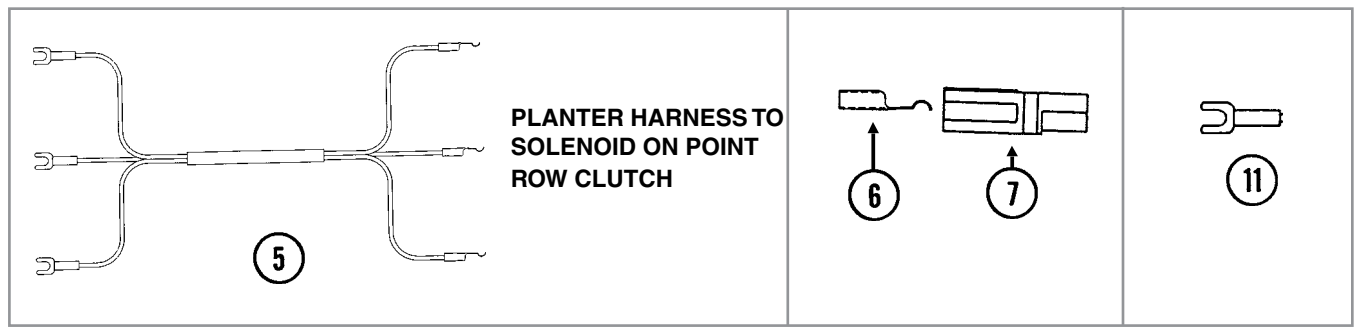 PLANTER HARNESS TO
SOLENOID ON POINT
ROW CLUTCH
5
6
7
11